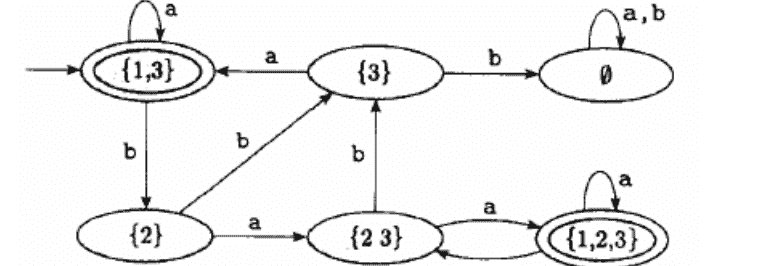 a a,b
{1,3} a {3} b ∅
b b b a
{2} a {2 3} a {1,2,3}